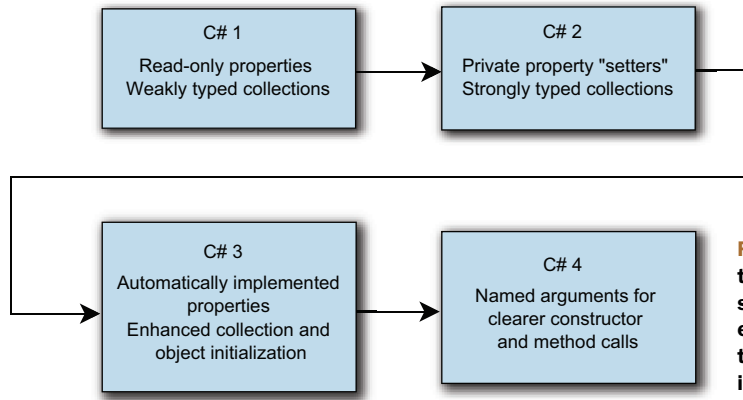 C# 1
Read-only properties
Weakly typed collections
C# 2
Private property "setters"
Strongly typed collections
C# 3
Automatically implemented
properties
Enhanced collection and
object initialization
C# 4
Named arguments for
clearer constructor
and method calls